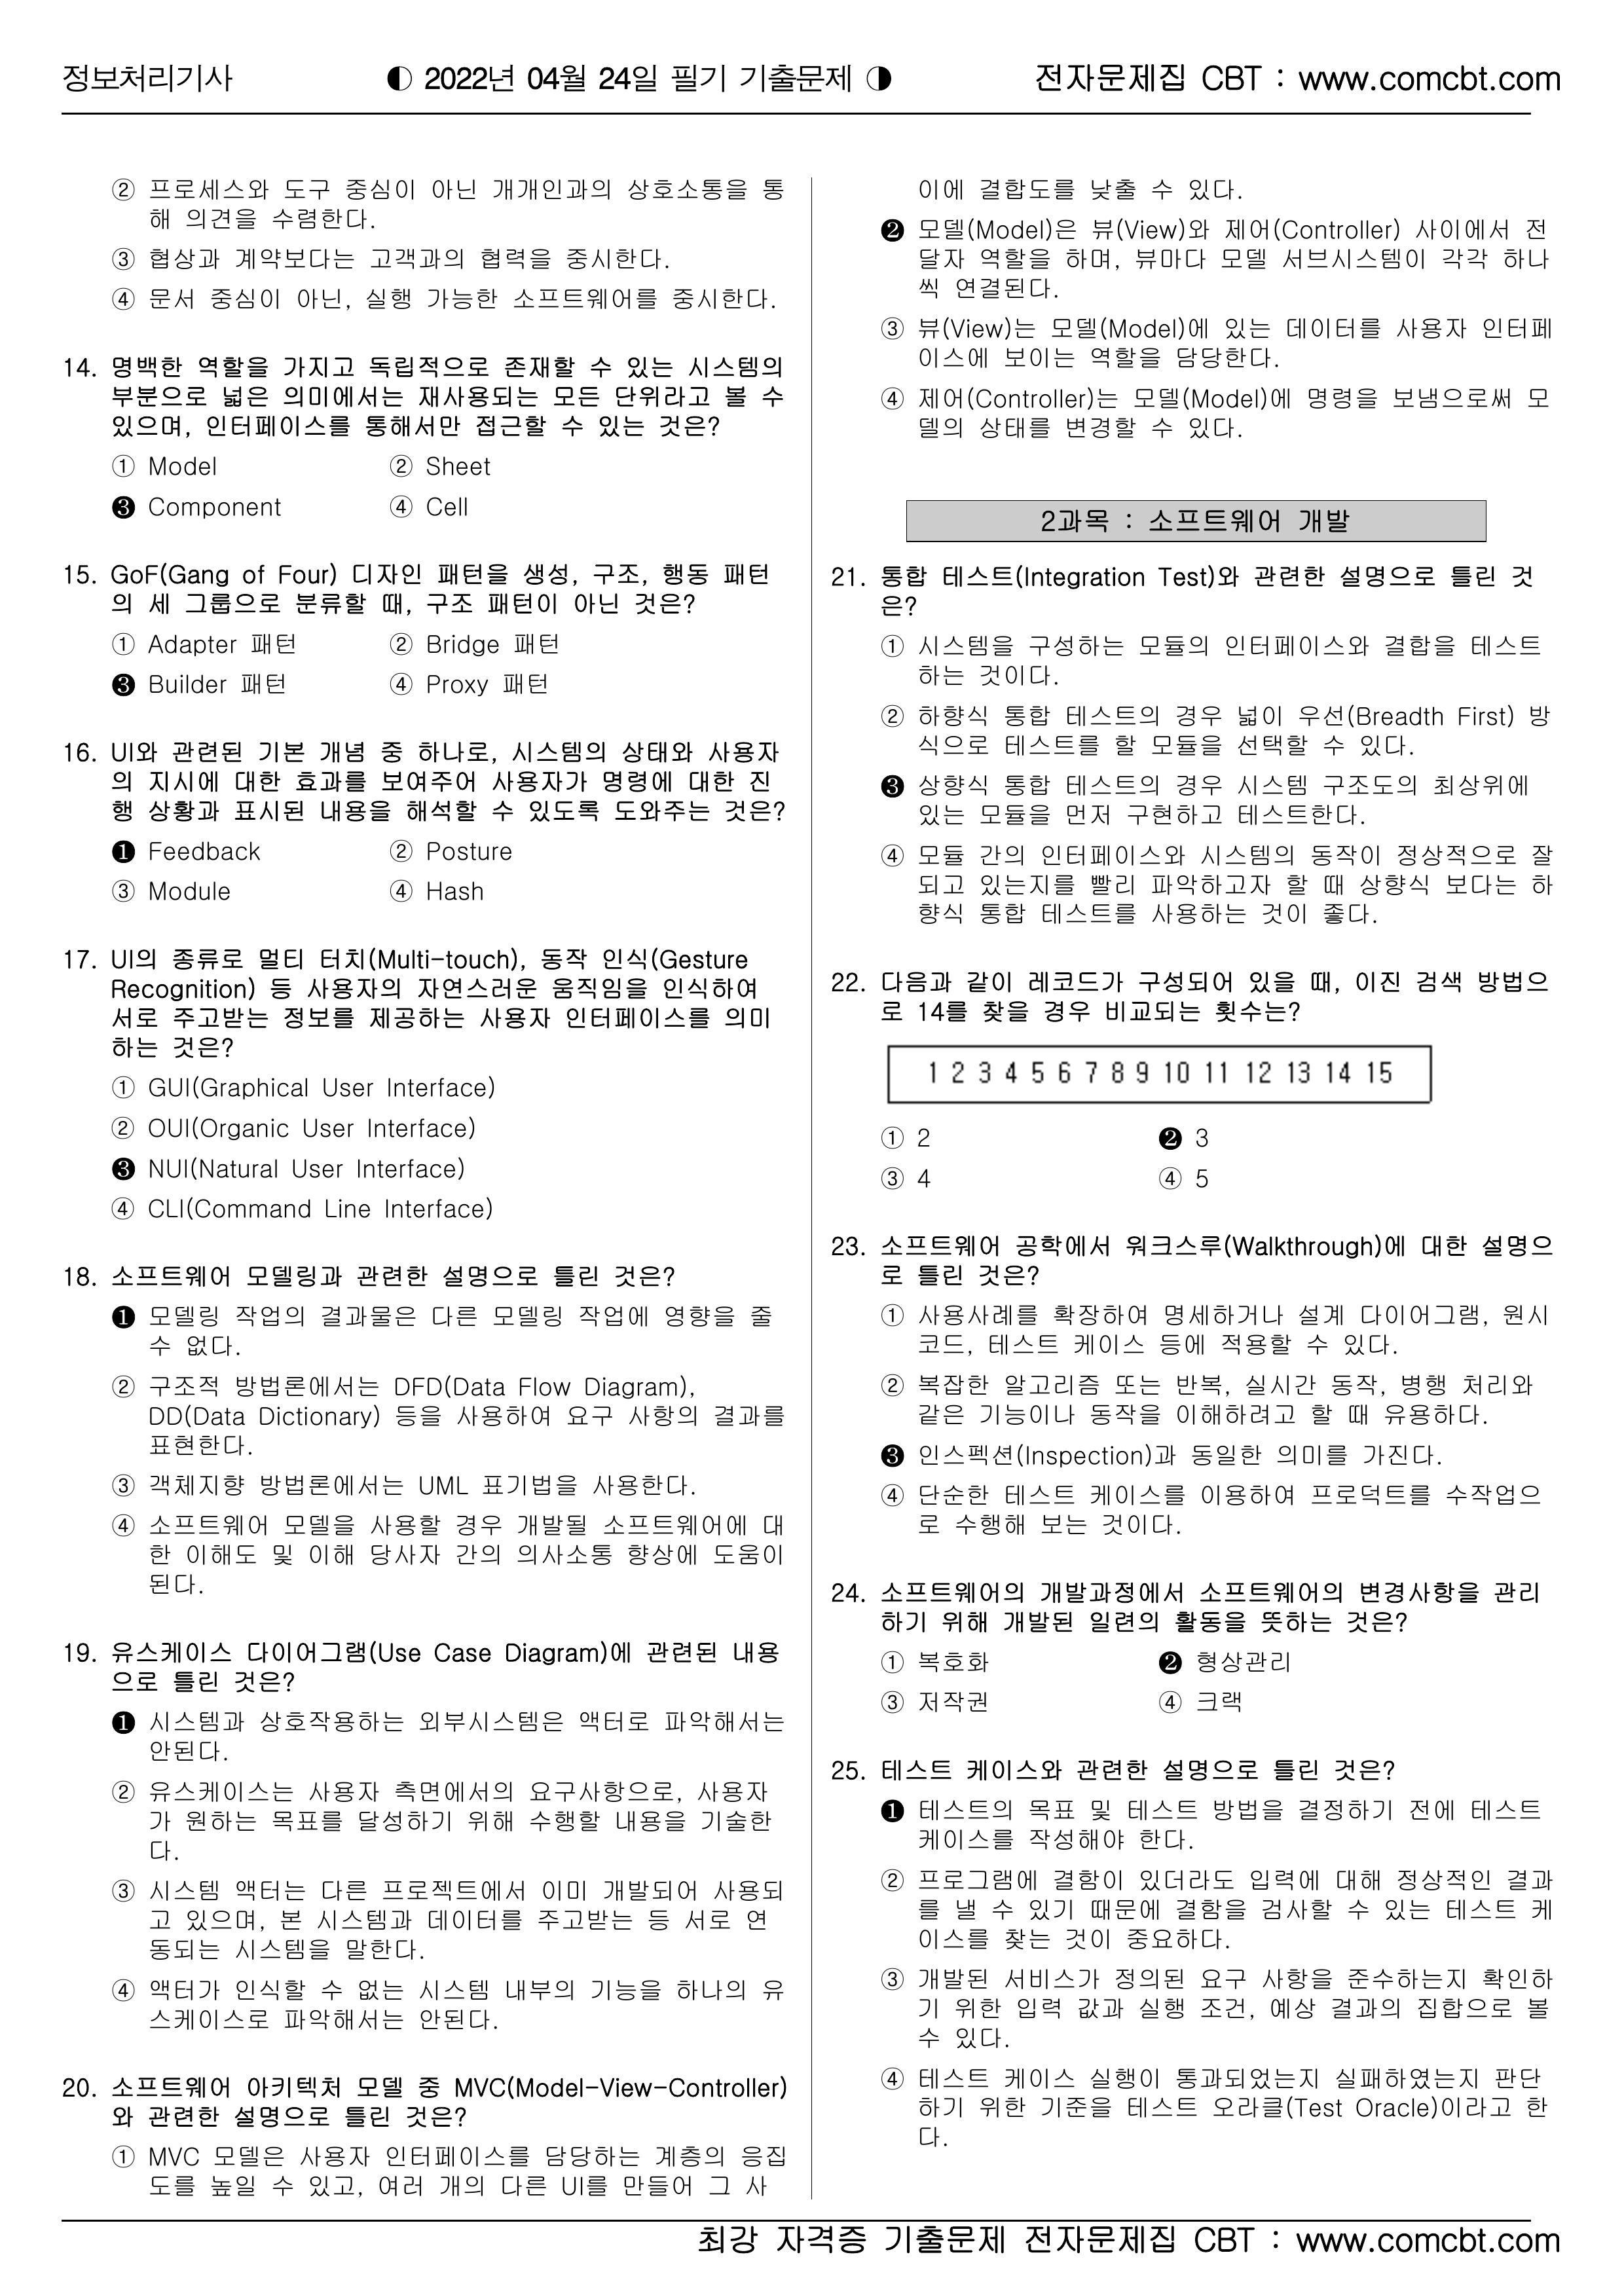 정보처리기사 ◐ 2022년 04월 24일 필기 기출문제 ◑ 전자문제집 CBT : www.comcbt.com
② 프로세스와 도구 중심이 아닌 개개인과의 상호소통을 통
해 의견을 수렴한다.
③ 협상과 계약보다는 고객과의 협력을 중시한다.
④ 문서 중심이 아닌, 실행 가능한 소프트웨어를 중시한다.
14. 명백한 역할을 가지고 독립적으로 존재할 수 있는 시스템의
부분으로 넓은 의미에서는 재사용되는 모든 단위라고 볼 수
있으며, 인터페이스를 통해서만 접근할 수 있는 것은?
① Model ② Sheet
❸ Component ④ Cell
15. GoF(Gang of Four) 디자인 패턴을 생성, 구조, 행동 패턴
의 세 그룹으로 분류할 때, 구조 패턴이 아닌 것은?
① Adapter 패턴 ② Bridge 패턴
❸ Builder 패턴 ④ Proxy 패턴
16. UI와 관련된 기본 개념 중 하나로, 시스템의 상태와 사용자
의 지시에 대한 효과를 보여주어 사용자가 명령에 대한 진
행 상황과 표시된 내용을 해석할 수 있도록 도와주는 것은?
❶ Feedback ② Posture
③ Module ④ Hash
17. UI의 종류로 멀티 터치(Multi-touch), 동작 인식(Gesture
Recognition) 등 사용자의 자연스러운 움직임을 인식하여
서로 주고받는 정보를 제공하는 사용자 인터페이스를 의미
하는 것은?
① GUI(Graphical User Interface)
② OUI(Organic User Interface)
❸ NUI(Natural User Interface)
④ CLI(Command Line Interface)
18. 소프트웨어 모델링과 관련한 설명으로 틀린 것은?
❶ 모델링 작업의 결과물은 다른 모델링 작업에 영향을 줄
수 없다.
② 구조적 방법론에서는 DFD(Data Flow Diagram),
DD(Data Dictionary) 등을 사용하여 요구 사항의 결과를
표현한다.
③ 객체지향 방법론에서는 UML 표기법을 사용한다.
④ 소프트웨어 모델을 사용할 경우 개발될 소프트웨어에 대
한 이해도 및 이해 당사자 간의 의사소통 향상에 도움이
된다.
19. 유스케이스 다이어그램(Use Case Diagram)에 관련된 내용
으로 틀린 것은?
❶ 시스템과 상호작용하는 외부시스템은 액터로 파악해서는
안된다.
② 유스케이스는 사용자 측면에서의 요구사항으로, 사용자
가 원하는 목표를 달성하기 위해 수행할 내용을 기술한
다.
③ 시스템 액터는 다른 프로젝트에서 이미 개발되어 사용되
고 있으며, 본 시스템과 데이터를 주고받는 등 서로 연
동되는 시스템을 말한다.
④ 액터가 인식할 수 없는 시스템 내부의 기능을 하나의 유
스케이스로 파악해서는 안된다.
20. 소프트웨어 아키텍처 모델 중 MVC(Model-View-Controller)
와 관련한 설명으로 틀린 것은?
① MVC 모델은 사용자 인터페이스를 담당하는 계층의 응집
도를 높일 수 있고, 여러 개의 다른 UI를 만들어 그 사
이에 결합도를 낮출 수 있다.
❷ 모델(Model)은 뷰(View)와 제어(Controller) 사이에서 전
달자 역할을 하며, 뷰마다 모델 서브시스템이 각각 하나
씩 연결된다.
③ 뷰(View)는 모델(Model)에 있는 데이터를 사용자 인터페
이스에 보이는 역할을 담당한다.
④ 제어(Controller)는 모델(Model)에 명령을 보냄으로써 모
델의 상태를 변경할 수 있다.
2과목 : 소프트웨어 개발
21. 통합 테스트(Integration Test)와 관련한 설명으로 틀린 것
은?
① 시스템을 구성하는 모듈의 인터페이스와 결합을 테스트
하는 것이다.
② 하향식 통합 테스트의 경우 넓이 우선(Breadth First) 방
식으로 테스트를 할 모듈을 선택할 수 있다.
❸ 상향식 통합 테스트의 경우 시스템 구조도의 최상위에
있는 모듈을 먼저 구현하고 테스트한다.
④ 모듈 간의 인터페이스와 시스템의 동작이 정상적으로 잘
되고 있는지를 빨리 파악하고자 할 때 상향식 보다는 하
향식 통합 테스트를 사용하는 것이 좋다.
22. 다음과 같이 레코드가 구성되어 있을 때, 이진 검색 방법으
로 14를 찾을 경우 비교되는 횟수는?
1 2 3 4 5 6 7 8 9 10 11 12 13 14 15
① 2 ❷ 3
③ 4 ④ 5
23. 소프트웨어 공학에서 워크스루(Walkthrough)에 대한 설명으
로 틀린 것은?
① 사용사례를 확장하여 명세하거나 설계 다이어그램, 원시
코드, 테스트 케이스 등에 적용할 수 있다.
② 복잡한 알고리즘 또는 반복, 실시간 동작, 병행 처리와
같은 기능이나 동작을 이해하려고 할 때 유용하다.
❸ 인스펙션(Inspection)과 동일한 의미를 가진다.
④ 단순한 테스트 케이스를 이용하여 프로덕트를 수작업으
로 수행해 보는 것이다.
24. 소프트웨어의 개발과정에서 소프트웨어의 변경사항을 관리
하기 위해 개발된 일련의 활동을 뜻하는 것은?
① 복호화 ❷ 형상관리
③ 저작권 ④ 크랙
25. 테스트 케이스와 관련한 설명으로 틀린 것은?
❶ 테스트의 목표 및 테스트 방법을 결정하기 전에 테스트
케이스를 작성해야 한다.
② 프로그램에 결함이 있더라도 입력에 대해 정상적인 결과
를 낼 수 있기 때문에 결함을 검사할 수 있는 테스트 케
이스를 찾는 것이 중요하다.
③ 개발된 서비스가 정의된 요구 사항을 준수하는지 확인하
기 위한 입력 값과 실행 조건, 예상 결과의 집합으로 볼
수 있다.
④ 테스트 케이스 실행이 통과되었는지 실패하였는지 판단
하기 위한 기준을 테스트 오라클(Test Oracle)이라고 한
다.
최강 자격증 기출문제 전자문제집 CBT : www.comcbt.com